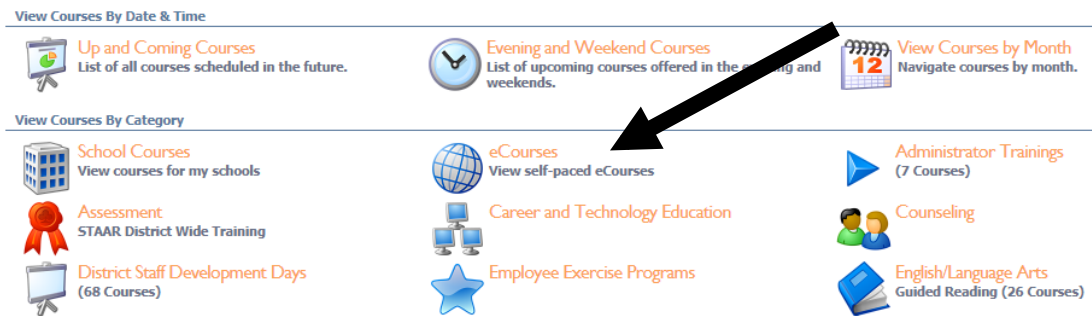 View Courses By Date & Time
Up and Coming Courses
List of all courses scheduled in the future.
Evening and Weekend Courses
List of upcoming courses offered in the and
weekends.
View Courses by Month
Navigate courses by month.
12
View Courses By Category
School Courses
View courses for my schools
eCourses
View self-paced eCourses
Administrator Trainings
(7 Courses)
Assessment
STAAR District Wide Training
Career and Technology Education
Counseling
District Staff Development Days
(68 Courses)
Employee Exercise Programs
English/Language Arts
Guided Reading (26 Courses)